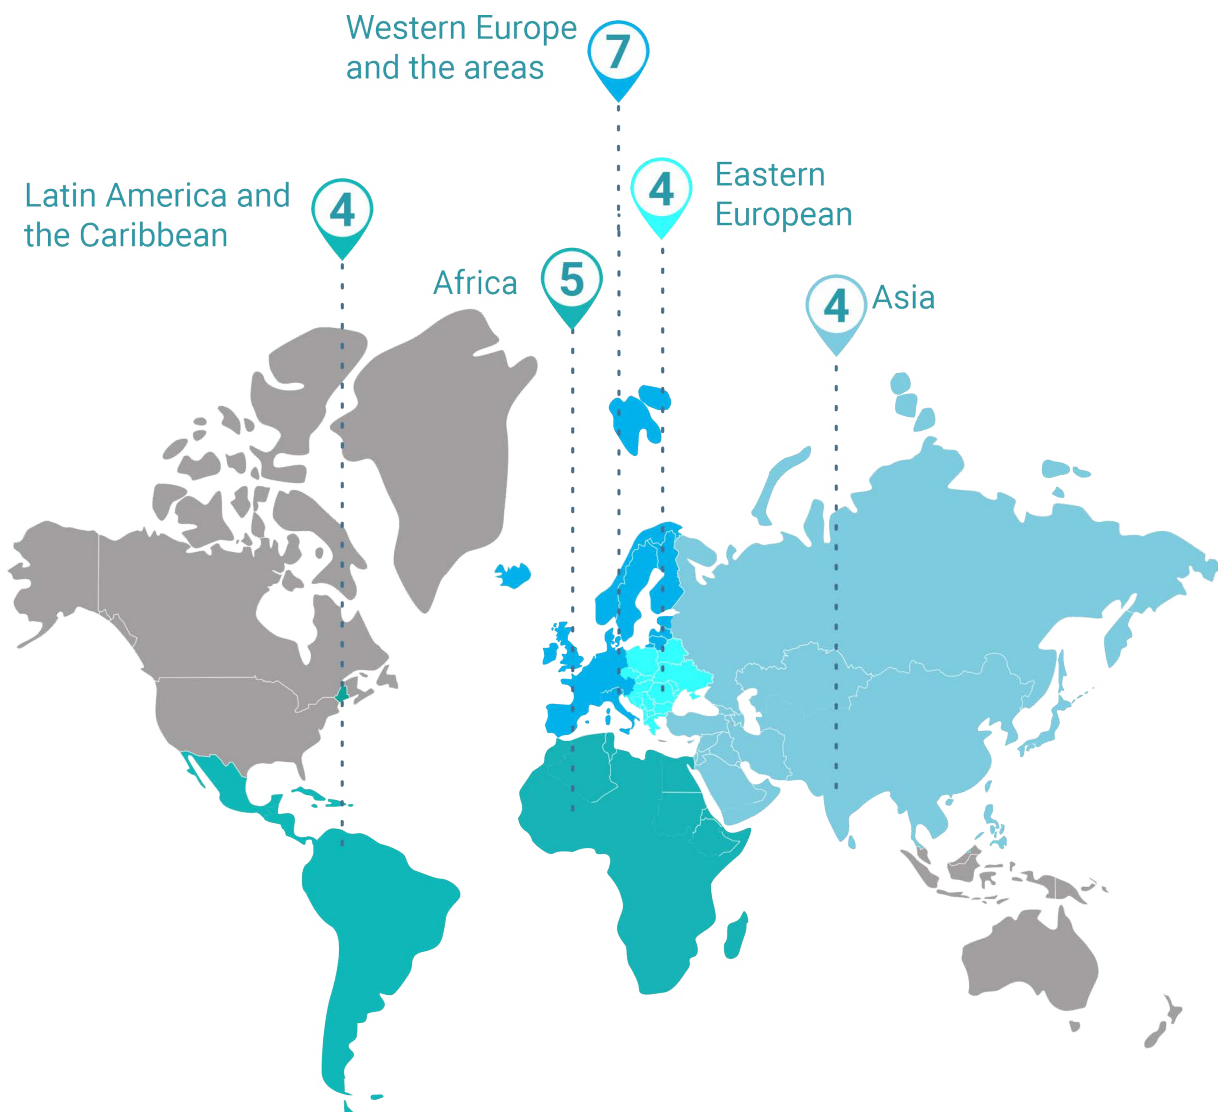 Western Europe
and the areas
7
Latin America and
the Caribbean
4
4
Eastern
European
Africa
5
4
Asia